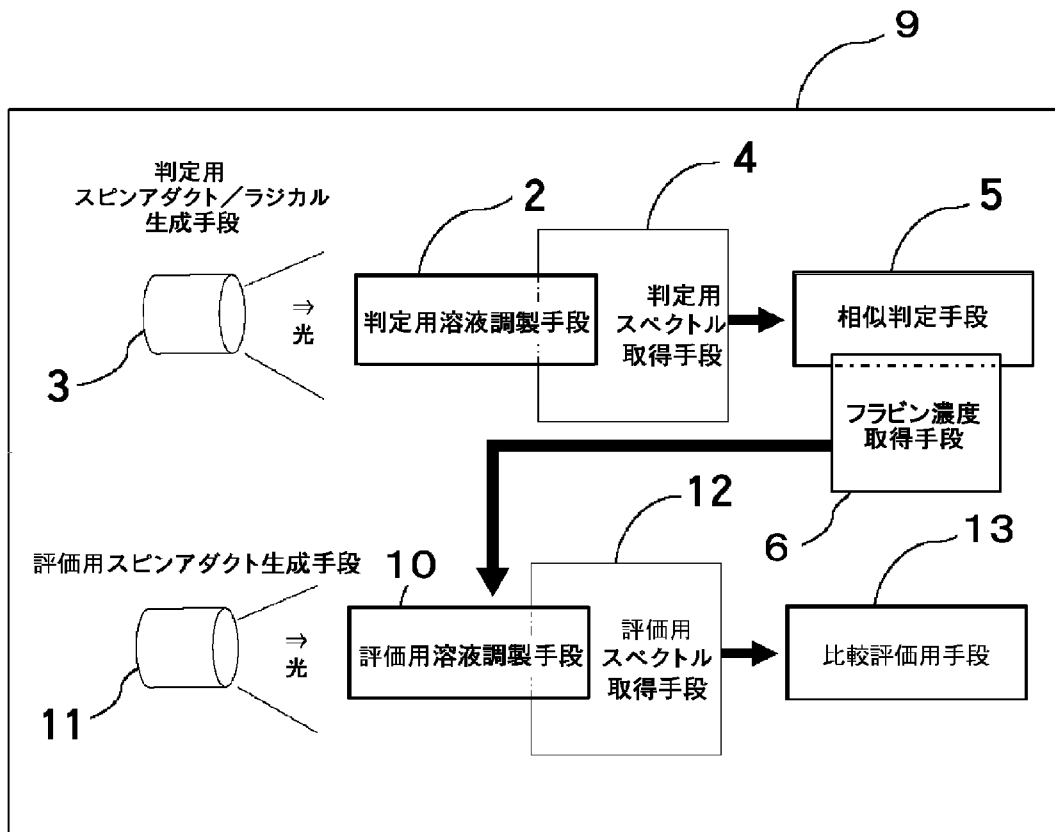 9
判定用
スピンアダクト／ラジカル
生成手段
2
4
5
⇒
光
3
判定用溶液調製手段
判定用
スペクトル
取得手段
相似判定手段
フラビン濃度
取得手段
6
評価用スピンアダクト生成手段
10
12
13
⇒
光
11
評価用溶液調製手段
評価用
スペクトル
取得手段
比較評価用手段